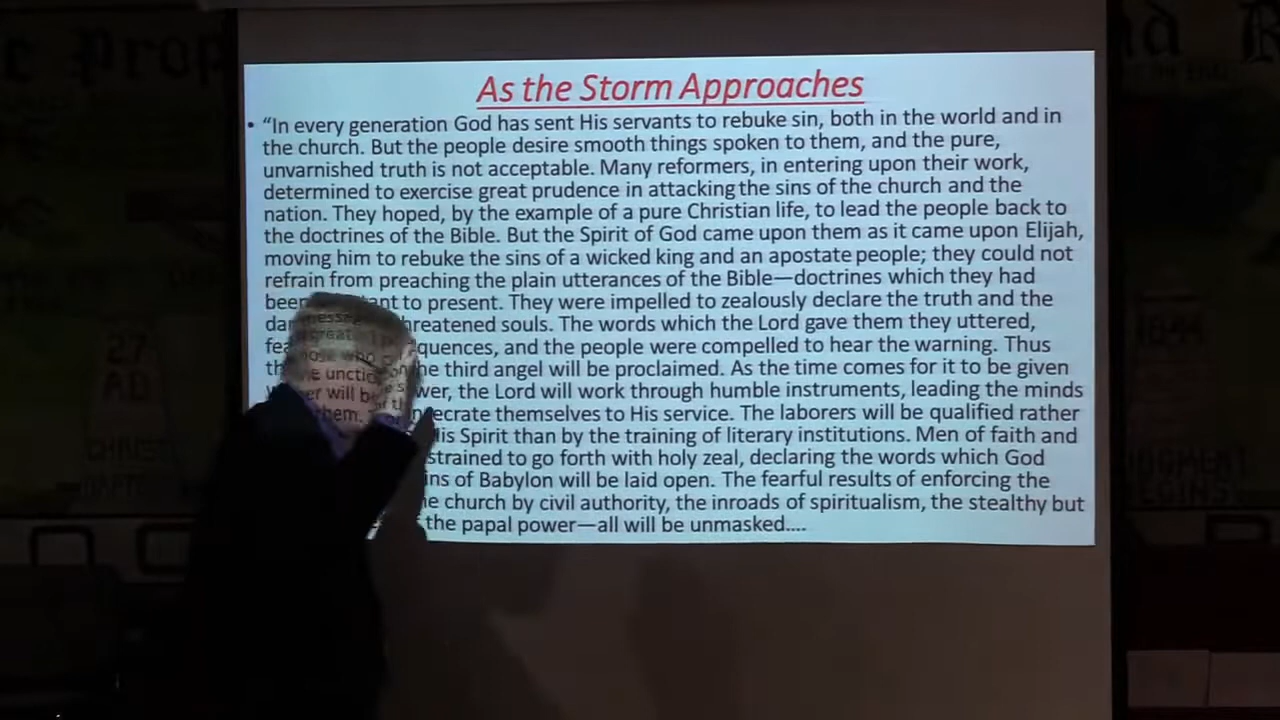 As the Storm Approaches
• “In every generation God has sent His servants to rebuke sin, both in the world and in
the church. But the people desire smooth things spoken to them, and the pure,
unvarnished truth is not acceptable. Many reformers, in entering upon their work,
determined to exercise great prudence in attacking the sins of the church and the
nation. They hoped, by the example of a pure Christian life, to lead the people back to
the doctrines of the Bible. But the Spirit of God came upon them as it came upon Elijah,
moving him to rebuke the sins of a wicked king and an apostate people; they could not
refrain from preaching the plain utterances of the Bible—doctrines which they had
been to present. They were impelled to zealously declare the truth and the
threatened souls. The words which the Lord gave them they uttered,
and the people were compelled to hear the warning. Thus
the third angel will be proclaimed. As the time comes for it to be given
the Lord will work through humble instruments, leading the minds
themselves to His service. The laborers will be qualified rather
His Spirit than by the training of literary institutions. Men of faith and
to go forth with holy zeal, declaring the words which God
of Babylon will be laid open. The fearful results of enforcing the
church by civil authority, the inroads of spiritualism, the stealthy but
the papal power—all will be unmasked....
27
AD
CHRIST
1844
JUDGMENT
BEGINS